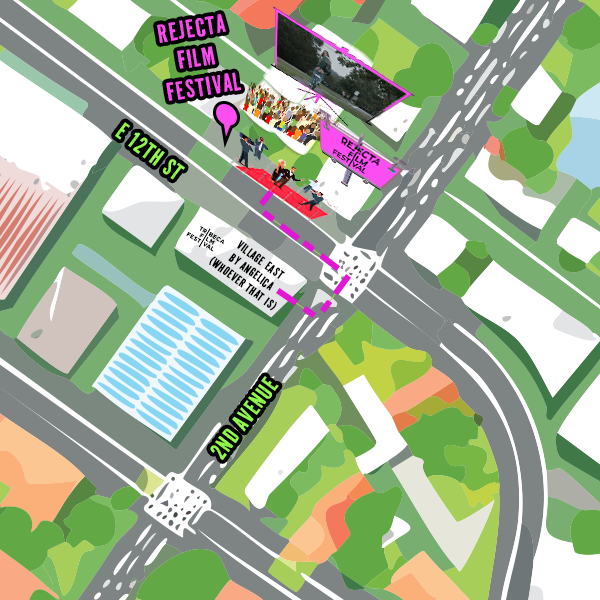 REJECTA
FILM
FESTIVAL
E 12TH ST
REJECTA
FILM
FESTIVAL
TRIBECA
FILM
FESTIVAL
VILLAGE EAST
BY ANGELICA
(WHOEVER THAT IS)
2ND AVENUE